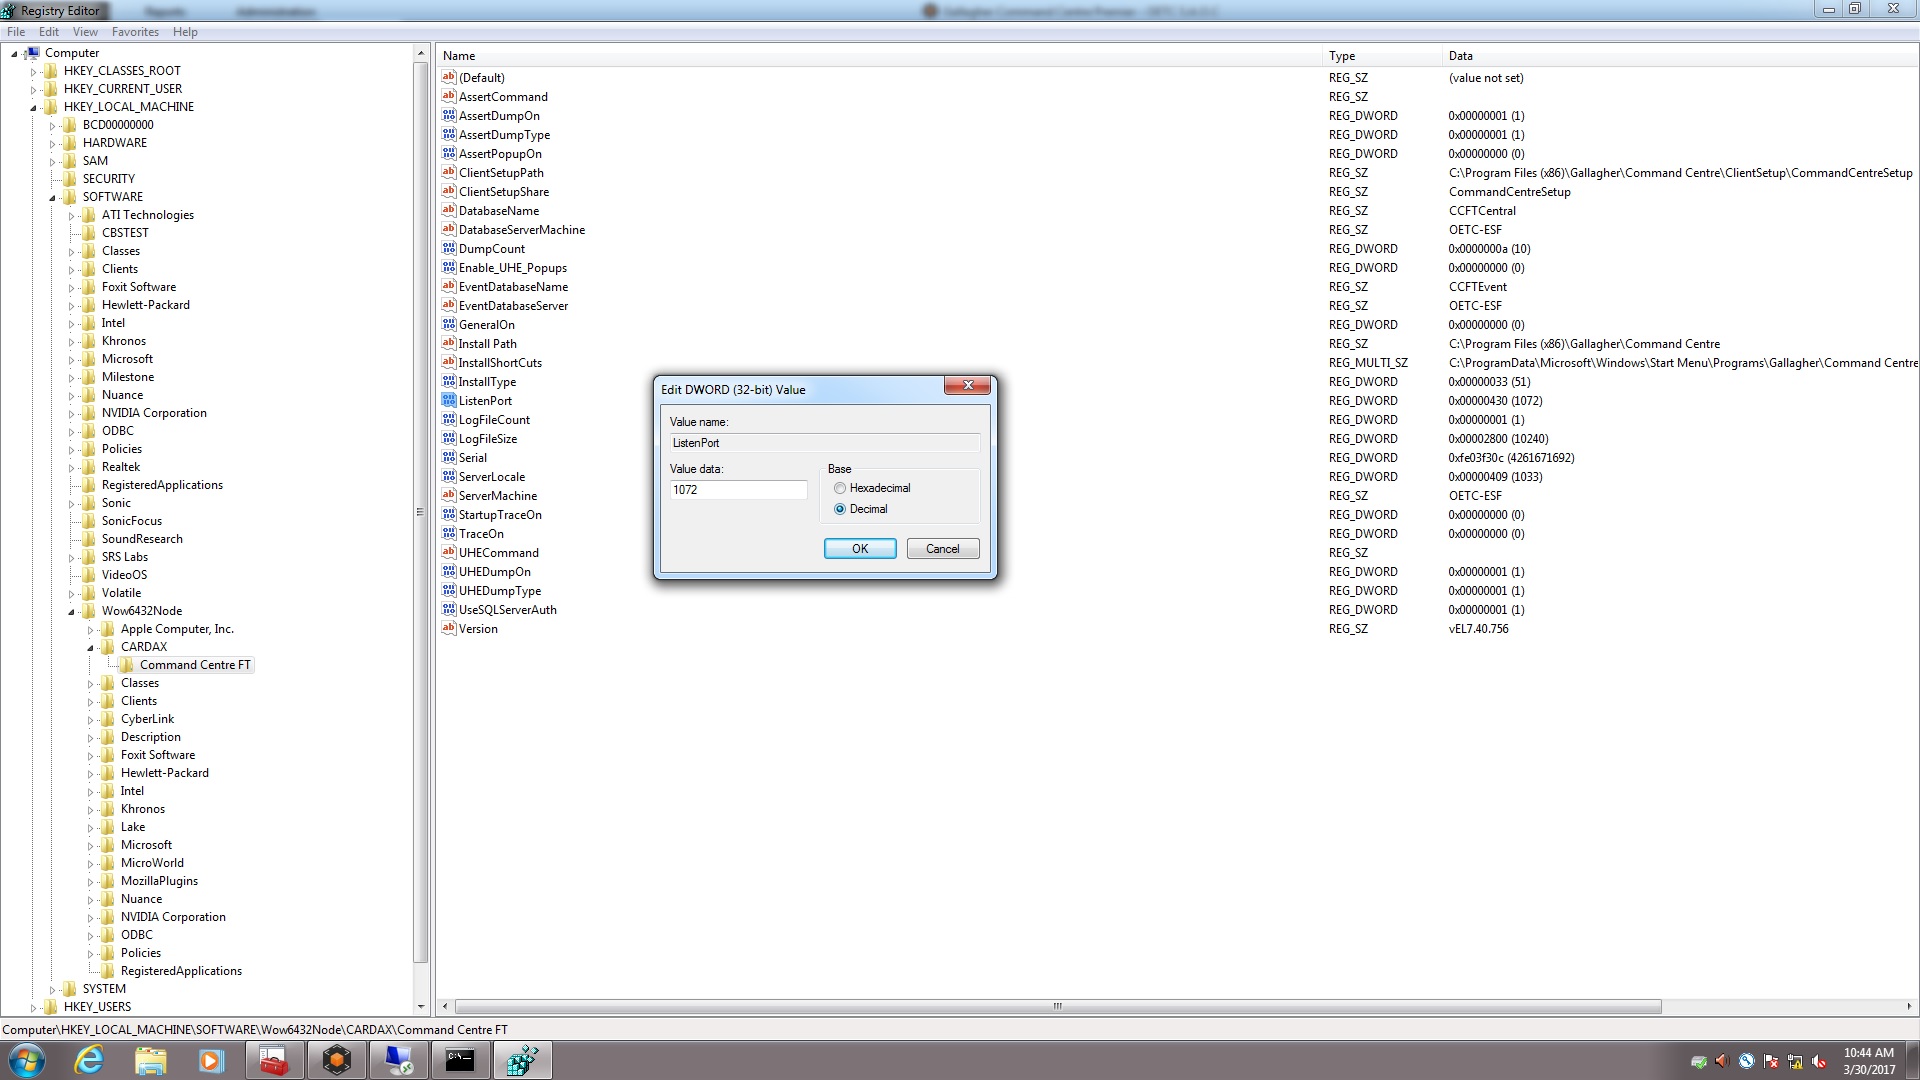 Registry Editor
Reports Administration Gallagher Command Centre Premier - OETC S.A.O.C
File Edit View Favorites Help
Computer
HKEY_CLASSES_ROOT
HKEY_CURRENT_USER
HKEY_LOCAL_MACHINE
BCD00000000
HARDWARE
SAM
SECURITY
SOFTWARE
ATI Technologies
CBSTEST
Classes
Clients
Foxit Software
Hewlett-Packard
Intel
Khronos
Microsoft
Milestone
Nuance
NVIDIA Corporation
ODBC
Policies
Realtek
RegisteredApplications
Sonic
SonicFocus
SoundResearch
SRS Labs
VideoOS
Volatile
Wow6432Node
Apple Computer, Inc.
CARDAX
Command Centre FT
Classes
Clients
CyberLink
Description
Foxit Software
Hewlett-Packard
Intel
Khronos
Lake
Microsoft
MicroWorld
MozillaPlugins
Nuance
NVIDIA Corporation
ODBC
Policies
RegisteredApplications
SYSTEM
HKEY_USERS
Name Type Data
(Default) REG_SZ (value not set)
AssertCommand REG_SZ
AssertDumpOn REG_DWORD 0x00000001 (1)
AssertDumpType REG_DWORD 0x00000001 (1)
AssertPopupOn REG_DWORD 0x00000000 (0)
ClientSetupPath REG_SZ C:\Program Files (x86)\Gallagher\Command Centre\ClientSetup\CommandCentreSetup
ClientSetupShare REG_SZ CommandCentreSetup
DatabaseName REG_SZ CCFTCentral
DatabaseServerMachine REG_SZ OETC-ESF
DumpCount REG_DWORD 0x0000000a (10)
Enable_UHE_Popups REG_DWORD 0x00000000 (0)
EventDatabaseName REG_SZ CCFTEvent
EventDatabaseServer REG_SZ OETC-ESF
GeneralOn REG_DWORD 0x00000000 (0)
Install Path REG_SZ C:\Program Files (x86)\Gallagher\Command Centre
InstallShortCuts REG_MULTI_SZ C:\ProgramData\Microsoft\Windows\Start Menu\Programs\Gallagher\Command Centre
InstallType REG_DWORD 0x00000033 (51)
ListenPort REG_DWORD 0x00000430 (1072)
LogFileCount REG_DWORD 0x00000001 (1)
LogFileSize REG_DWORD 0x00002800 (10240)
Serial REG_DWORD 0xfe03f30c (4261671692)
ServerLocale REG_DWORD 0x00000409 (1033)
ServerMachine REG_SZ OETC-ESF
StartupTraceOn REG_DWORD 0x00000000 (0)
TraceOn REG_DWORD 0x00000000 (0)
UHECommand REG_SZ
UHEDumpOn REG_DWORD 0x00000001 (1)
UHEDumpType REG_DWORD 0x00000001 (1)
UseSQLServerAuth REG_DWORD 0x00000001 (1)
Version REG_SZ vEL7.40.756
Edit DWORD (32-bit) Value
Value name:
ListenPort
Value data:
1072
Base
Hexadecimal
Decimal
OK Cancel
Computer\HKEY_LOCAL_MACHINE\SOFTWARE\Wow6432Node\CARDAX\Command Centre FT
C:\
10:44 AM
3/30/2017